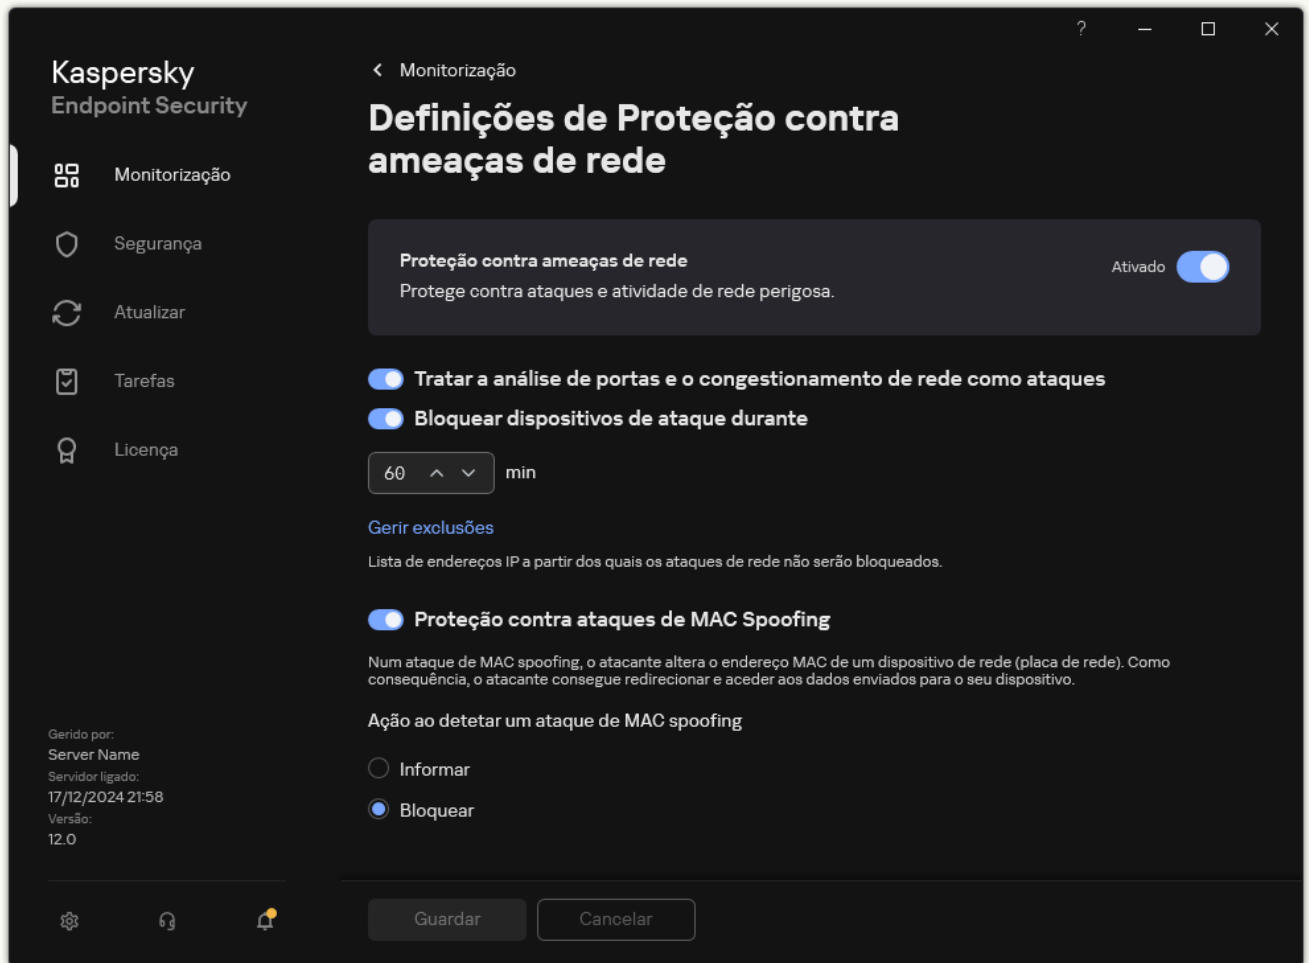 ?
Kaspersky
Endpoint Security
Monitorização
Segurança
Atualizar
Tarefas
Licença
Gerido por:
Server Name
Servidor ligado:
17/12/2024 21:58
Versão:
12.0
Monitorização
Definições de Proteção contra
ameaças de rede
Proteção contra ameaças de rede
Protege contra ataques e atividade de rede perigosa.
Ativado
Tratar a análise de portas e o congestionamento de rede como ataques
Bloquear dispositivos de ataque durante
60 min
Gerir exclusões
Lista de endereços IP a partir dos quais os ataques de rede não serão bloqueados.
Proteção contra ataques de MAC Spoofing
Num ataque de MAC spoofing, o atacante altera o endereço MAC de um dispositivo de rede (placa de rede). Como
consequência, o atacante consegue redirecionar e aceder aos dados enviados para o seu dispositivo.
Ação ao detetar um ataque de MAC spoofing
Informar
Bloquear
Guardar
Cancelar